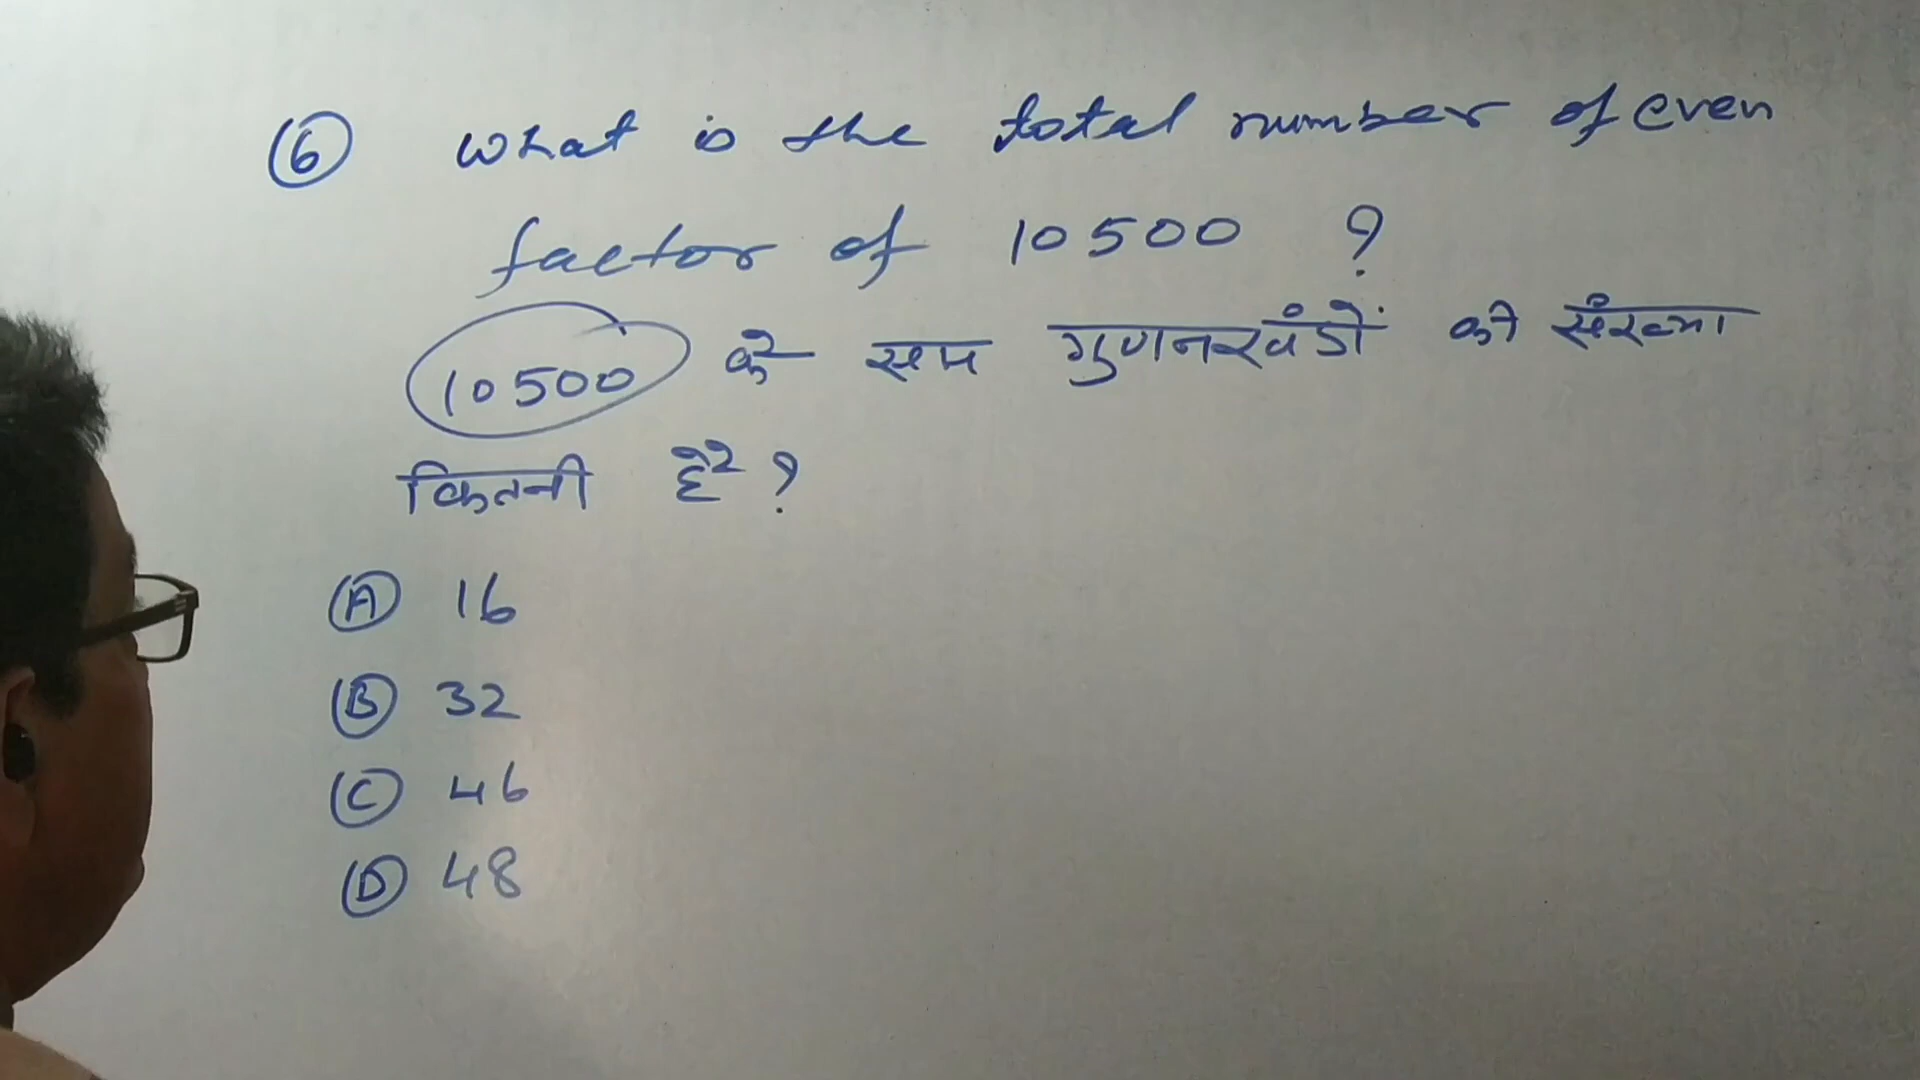 6 What is the total number of even
factor of 10500 ?
10500 के सम गुणनखंडों की संख्या
कितनी है ?
A 16
B 32
C 46
D 48